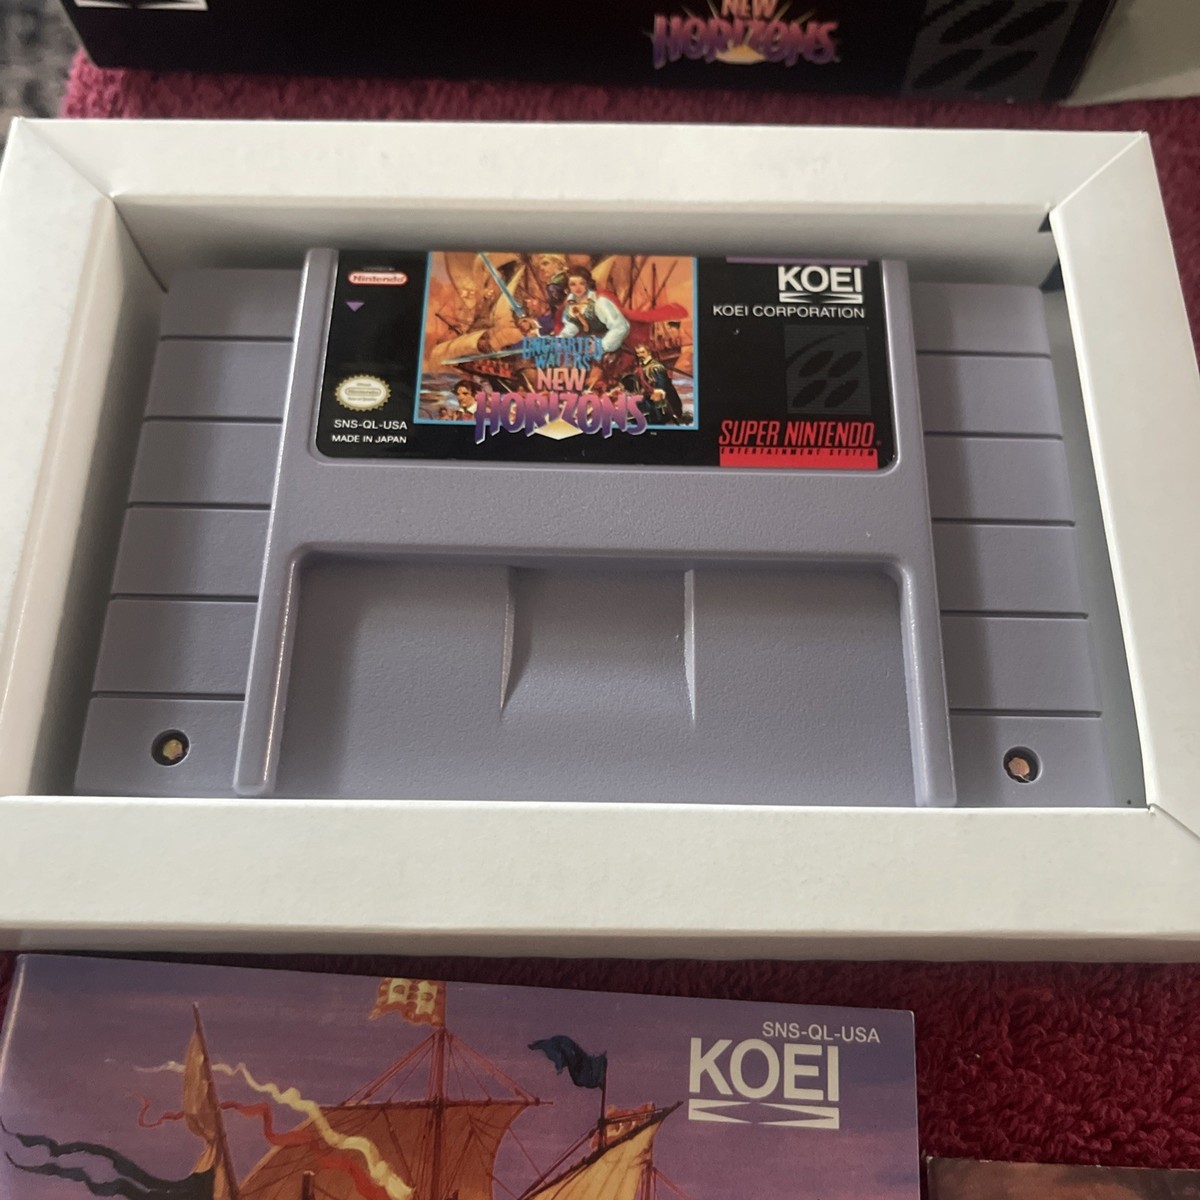 NEW
HORIZONS
Nintendo
KOEI
KOEI CORPORATION
UNCHARTED
WATERS
NEW
HORIZONS
Nintendo
SNS-QL-USA
MADE IN JAPAN
SUPER NINTENDO
ENTERTAINMENT SYSTEM
SNS-QL-USA
KOEI